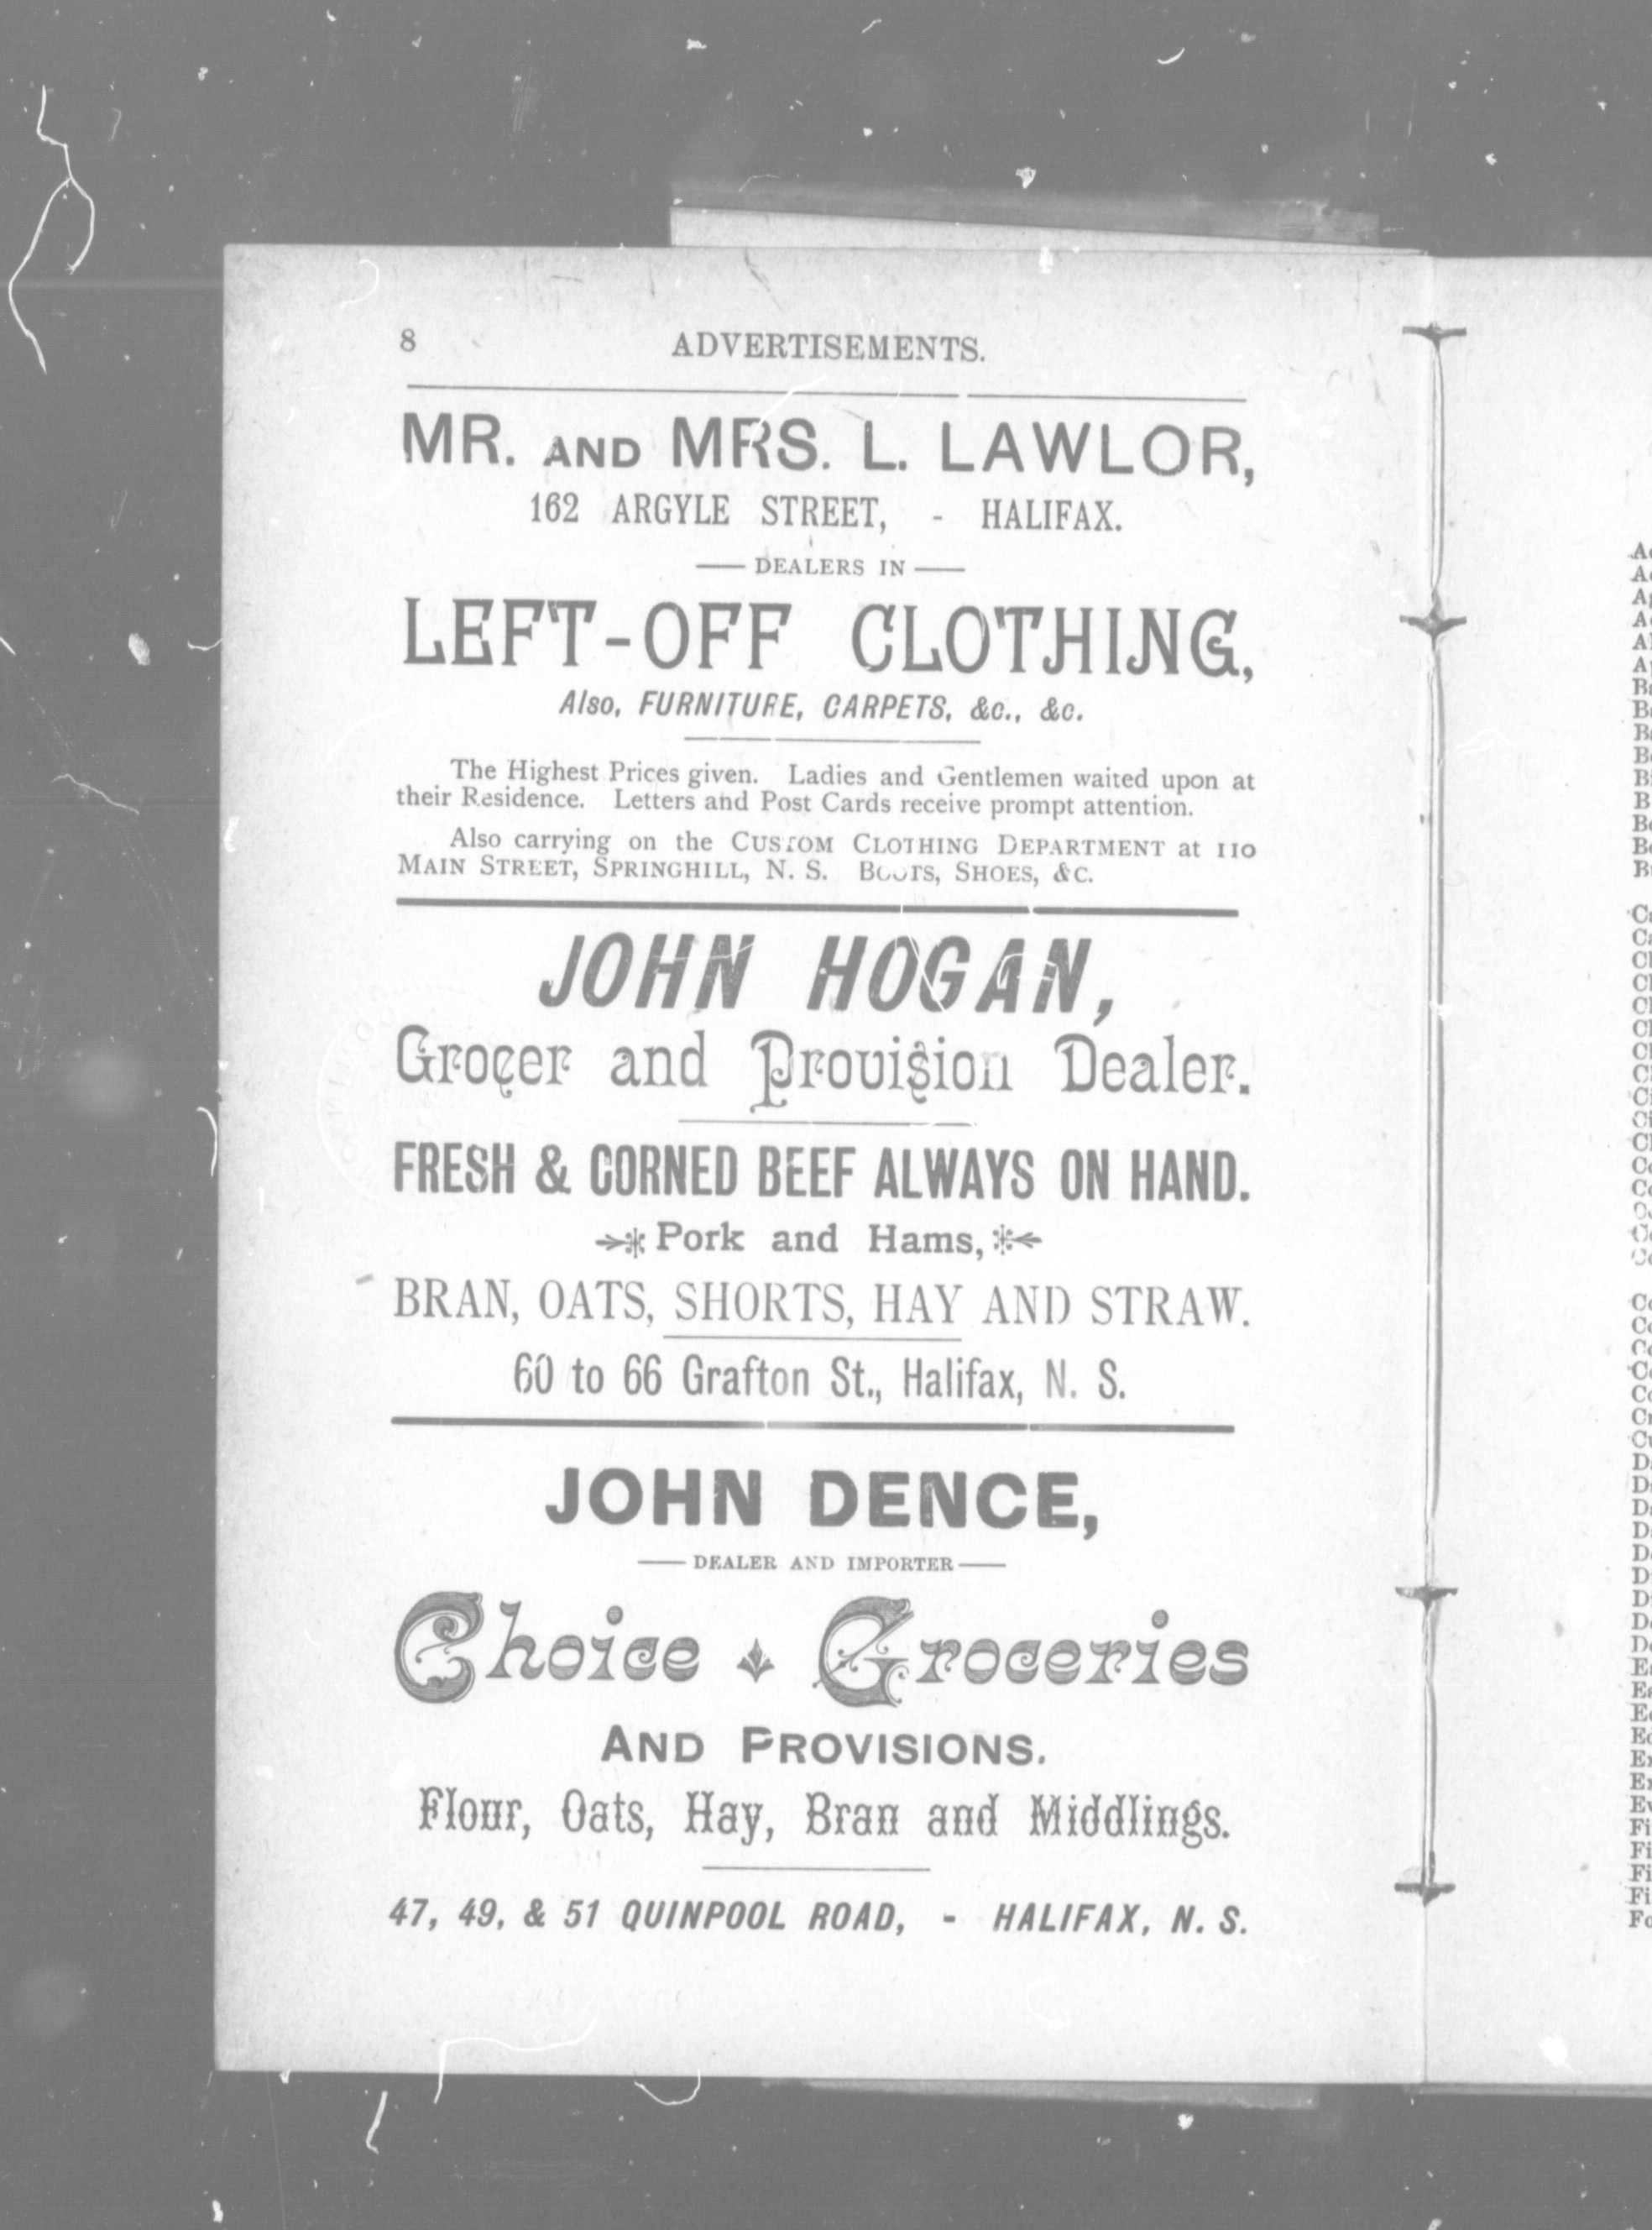 8 ADVERTISEMENTS.
MR. AND MRS. L. LAWLOR,
162 ARGYLE STREET, - HALIFAX.
— DEALERS IN —
LEFT-OFF CLOTHING,
Also, FURNITURE, CARPETS, &c., &c.
The Highest Prices given. Ladies and Gentlemen waited upon at
their Residence. Letters and Post Cards receive prompt attention.
Also carrying on the CUSTOM CLOTHING DEPARTMENT at 110
MAIN STREET, SPRINGHILL, N. S. BOOTS, SHOES, &C.
JOHN HOGAN,
Grocer and Provision Dealer.
FRESH & CORNED BEEF ALWAYS ON HAND.
Pork and Hams,
BRAN, OATS, SHORTS, HAY AND STRAW.
60 to 66 Grafton St., Halifax, N. S.
JOHN DENCE,
— DEALER AND IMPORTER —
Choice Groceries
AND PROVISIONS.
Flour, Oats, Hay, Bran and Middlings.
47, 49, & 51 QUINPOOL ROAD, - HALIFAX, N. S.